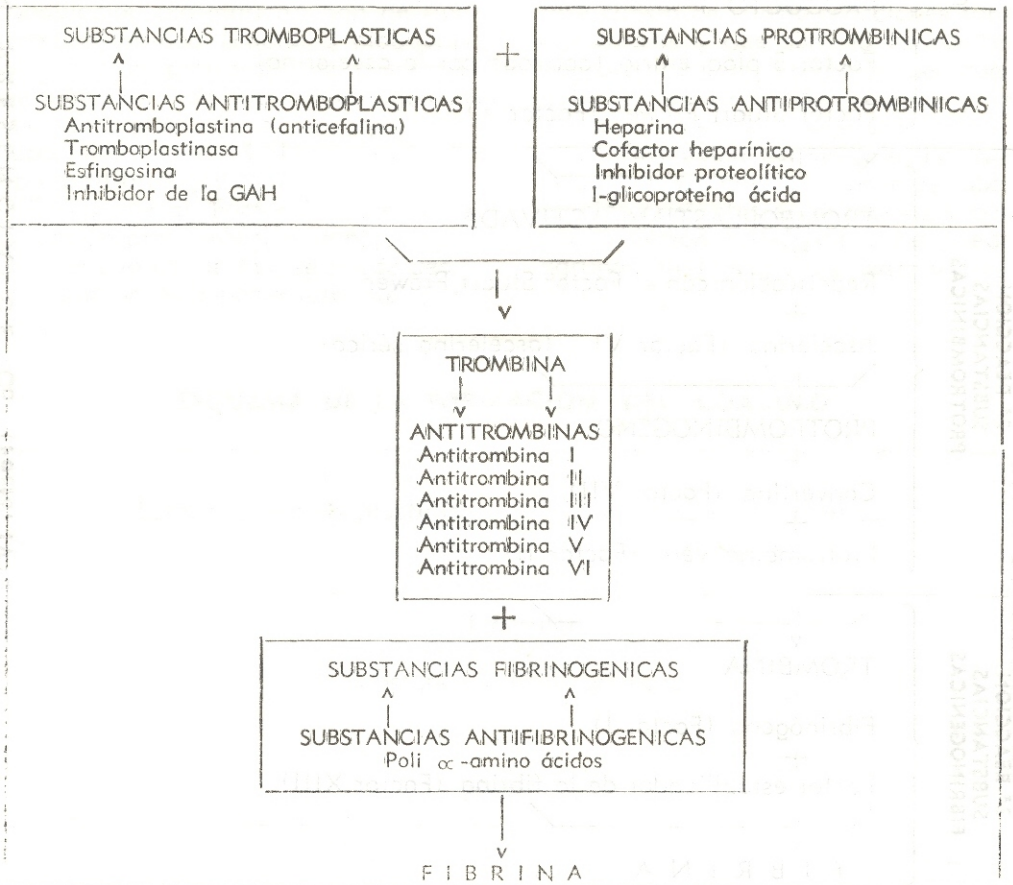 SUBSTANCIAS TROMBOPLASTICAS
SUBSTANCIAS ANTITROMBOPLASTICAS
Antitromboplastina (anticefalina)
Tromboplastinasa
Esfingosina
Inhibidor de la GAH
+
SUBSTANCIAS PROTROMBINICAS
SUBSTANCIAS ANTIPROTROMBINICAS
Heparina
Cofactor heparínico
Inhibidor proteolítico
l-glicoproteína ácida
TROMBINA
ANTITROMBINAS
Antitrombina I
Antitrombina II
Antitrombina III
Antitrombina IV
Antitrombina V
Antitrombina VI
+
SUBSTANCIAS FIBRINOGENICAS
SUBSTANCIAS ANTIFIBRINOGENICAS
Poli ∝-amino ácidos
FIBRINA